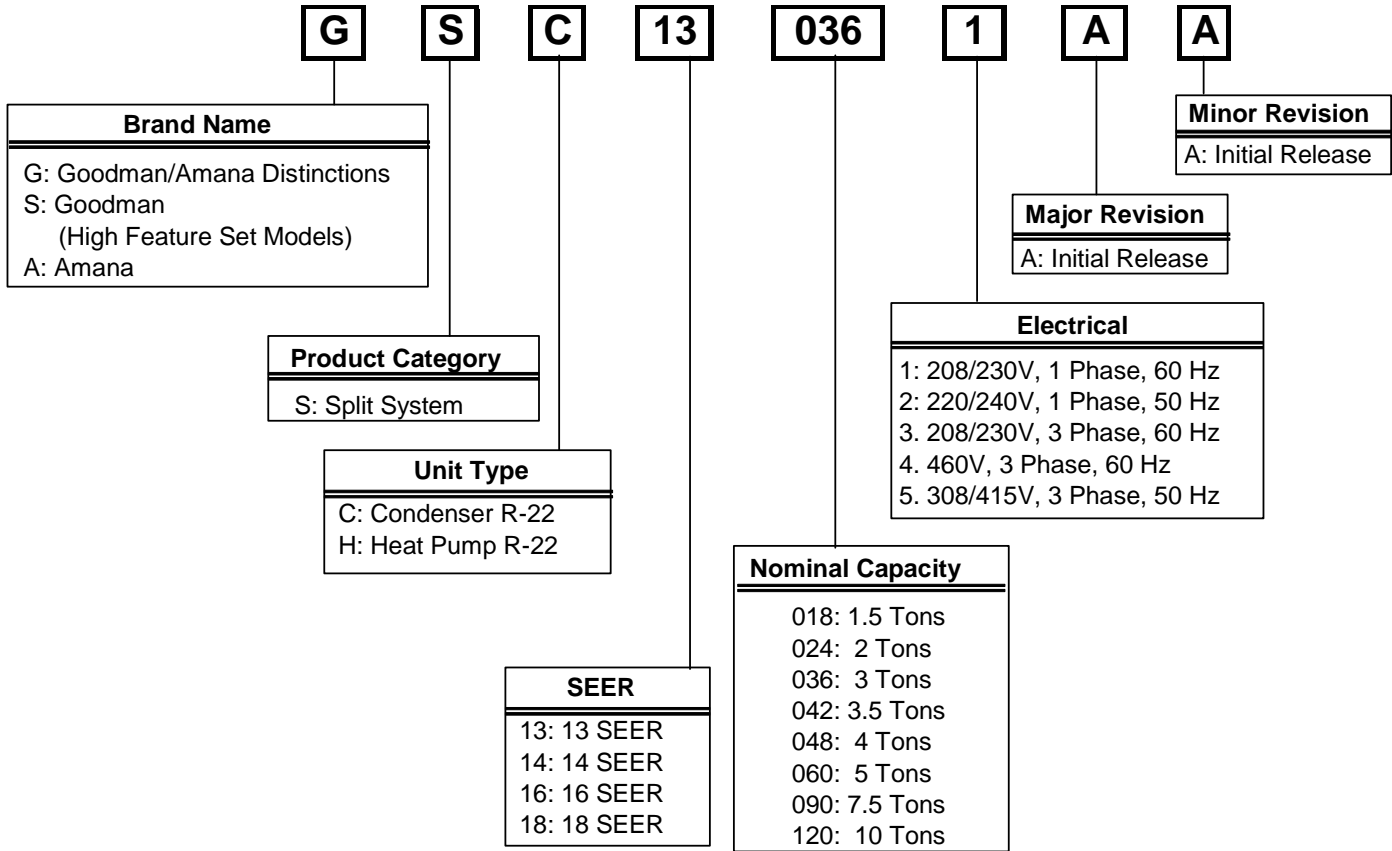 G S C 13 036 1 A A
Brand Name
G: Goodman/Amana Distinctions
S: Goodman
(High Feature Set Models)
A: Amana
Minor Revision
A: Initial Release
Major Revision
A: Initial Release
Product Category
S: Split System
Electrical
1: 208/230V, 1 Phase, 60 Hz
2: 220/240V, 1 Phase, 50 Hz
3. 208/230V, 3 Phase, 60 Hz
4. 460V, 3 Phase, 60 Hz
5. 308/415V, 3 Phase, 50 Hz
Unit Type
C: Condenser R-22
H: Heat Pump R-22
Nominal Capacity
018: 1.5 Tons
024: 2 Tons
036: 3 Tons
042: 3.5 Tons
048: 4 Tons
060: 5 Tons
090: 7.5 Tons
120: 10 Tons
SEER
13: 13 SEER
14: 14 SEER
16: 16 SEER
18: 18 SEER